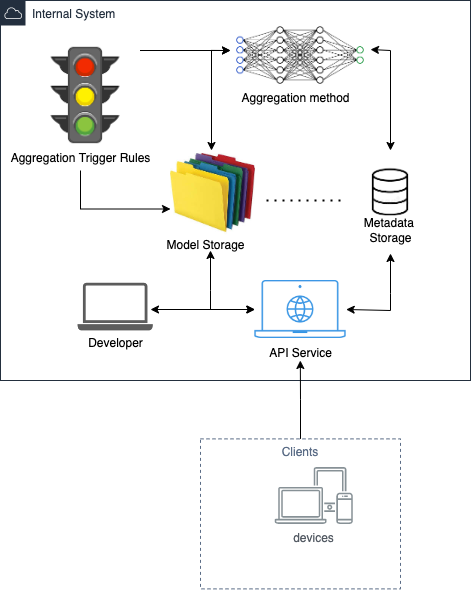 Internal System
Aggregation method
Aggregation Trigger Rules
Model Storage
Metadata
Storage
Developer
API Service
Clients
devices